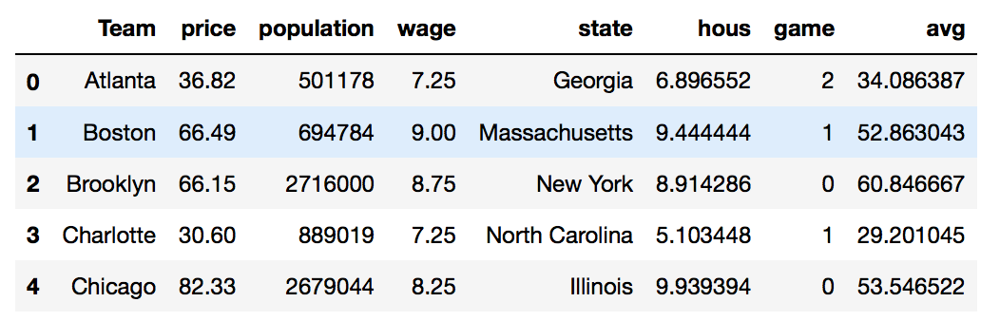 Team price population wage state hous game avg
0 Atlanta 36.82 501178 7.25 Georgia 6.896552 2 34.086387
1 Boston 66.49 694784 9.00 Massachusetts 9.444444 1 52.863043
2 Brooklyn 66.15 2716000 8.75 New York 8.914286 0 60.846667
3 Charlotte 30.60 889019 7.25 North Carolina 5.103448 1 29.201045
4 Chicago 82.33 2679044 8.25 Illinois 9.939394 0 53.546522